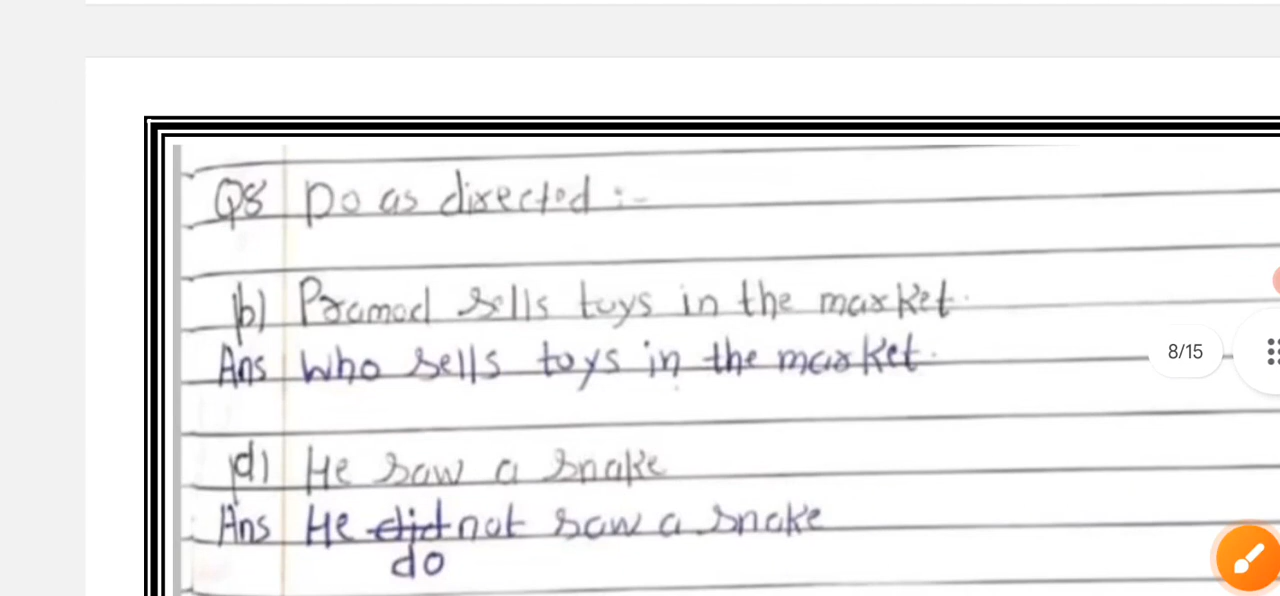 Q8 Do as directed :-
b) Pramod sells toys in the market.
Ans Who sells toys in the market.
8/15
d) He saw a snake
Ans He did not saw a snake
do